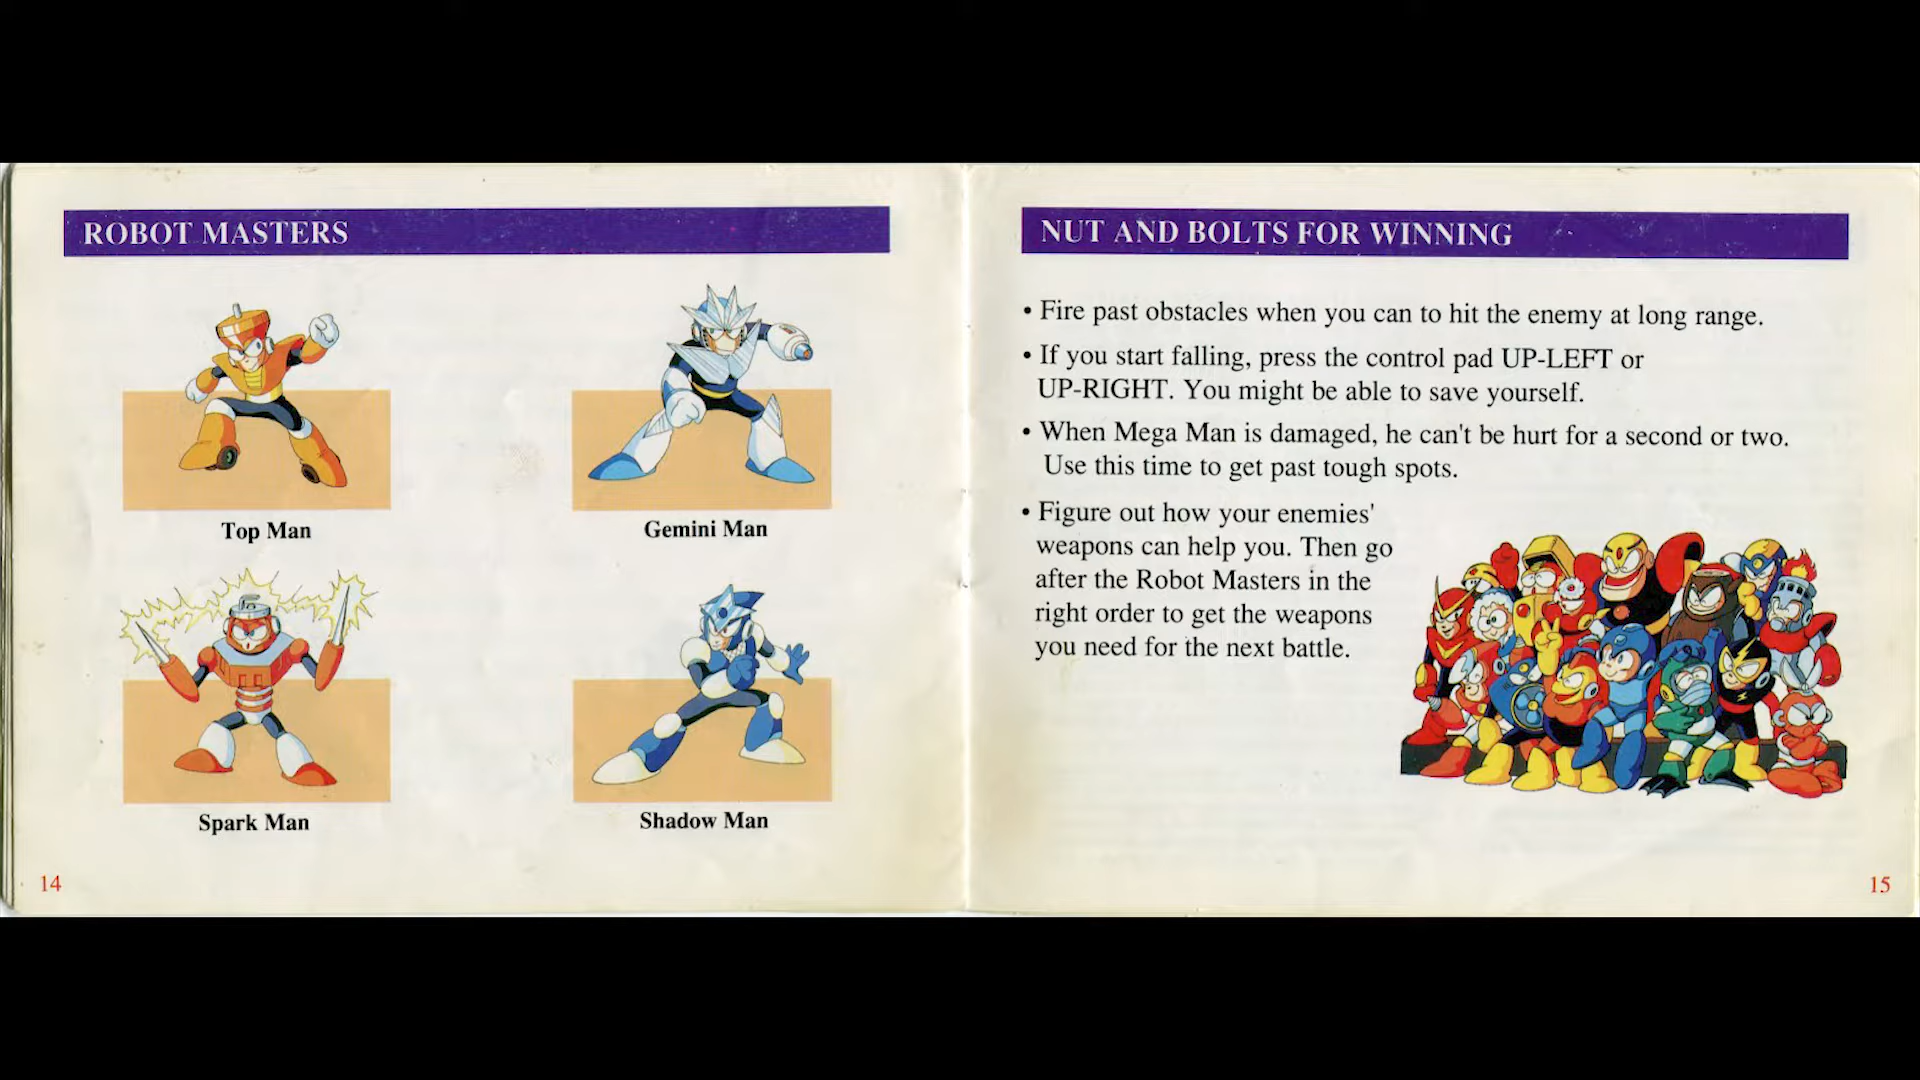 ROBOT MASTERS
Top Man
Gemini Man
Spark Man
Shadow Man
14
NUT AND BOLTS FOR WINNING
• Fire past obstacles when you can to hit the enemy at long range.
• If you start falling, press the control pad UP-LEFT or
UP-RIGHT. You might be able to save yourself.
• When Mega Man is damaged, he can't be hurt for a second or two.
Use this time to get past tough spots.
• Figure out how your enemies'
weapons can help you. Then go
after the Robot Masters in the
right order to get the weapons
you need for the next battle.
15